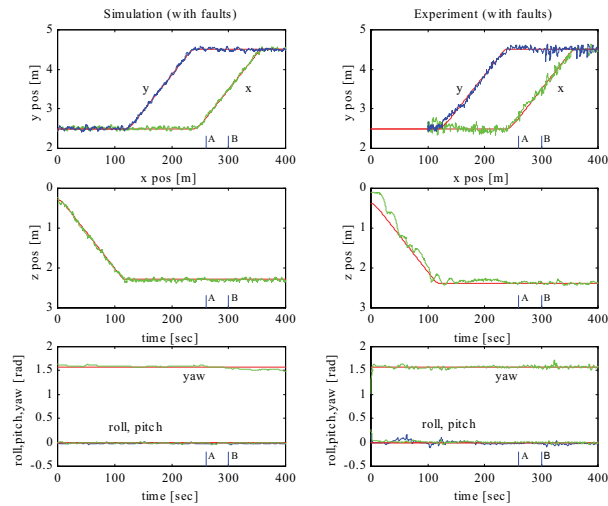 Simulation (with faults)
5
4
3
2
y pos [m]
y
x
A
B
0 100 200 300 400
x pos [m]
0
1
2
3
z pos [m]
A
B
0 100 200 300 400
time [sec]
2
1.5
1
0.5
0
-0.5
roll,pitch,yaw [rad]
yaw
roll, pitch
A
B
0 100 200 300 400
time [sec]
Experiment (with faults)
5
4
3
2
y pos [m]
y
x
A
B
0 100 200 300 400
x pos [m]
0
1
2
3
z pos [m]
A
B
0 100 200 300 400
time [sec]
2
1.5
1
0.5
0
-0.5
roll,pitch,yaw [rad]
yaw
roll, pitch
A
B
0 100 200 300 400
time [sec]